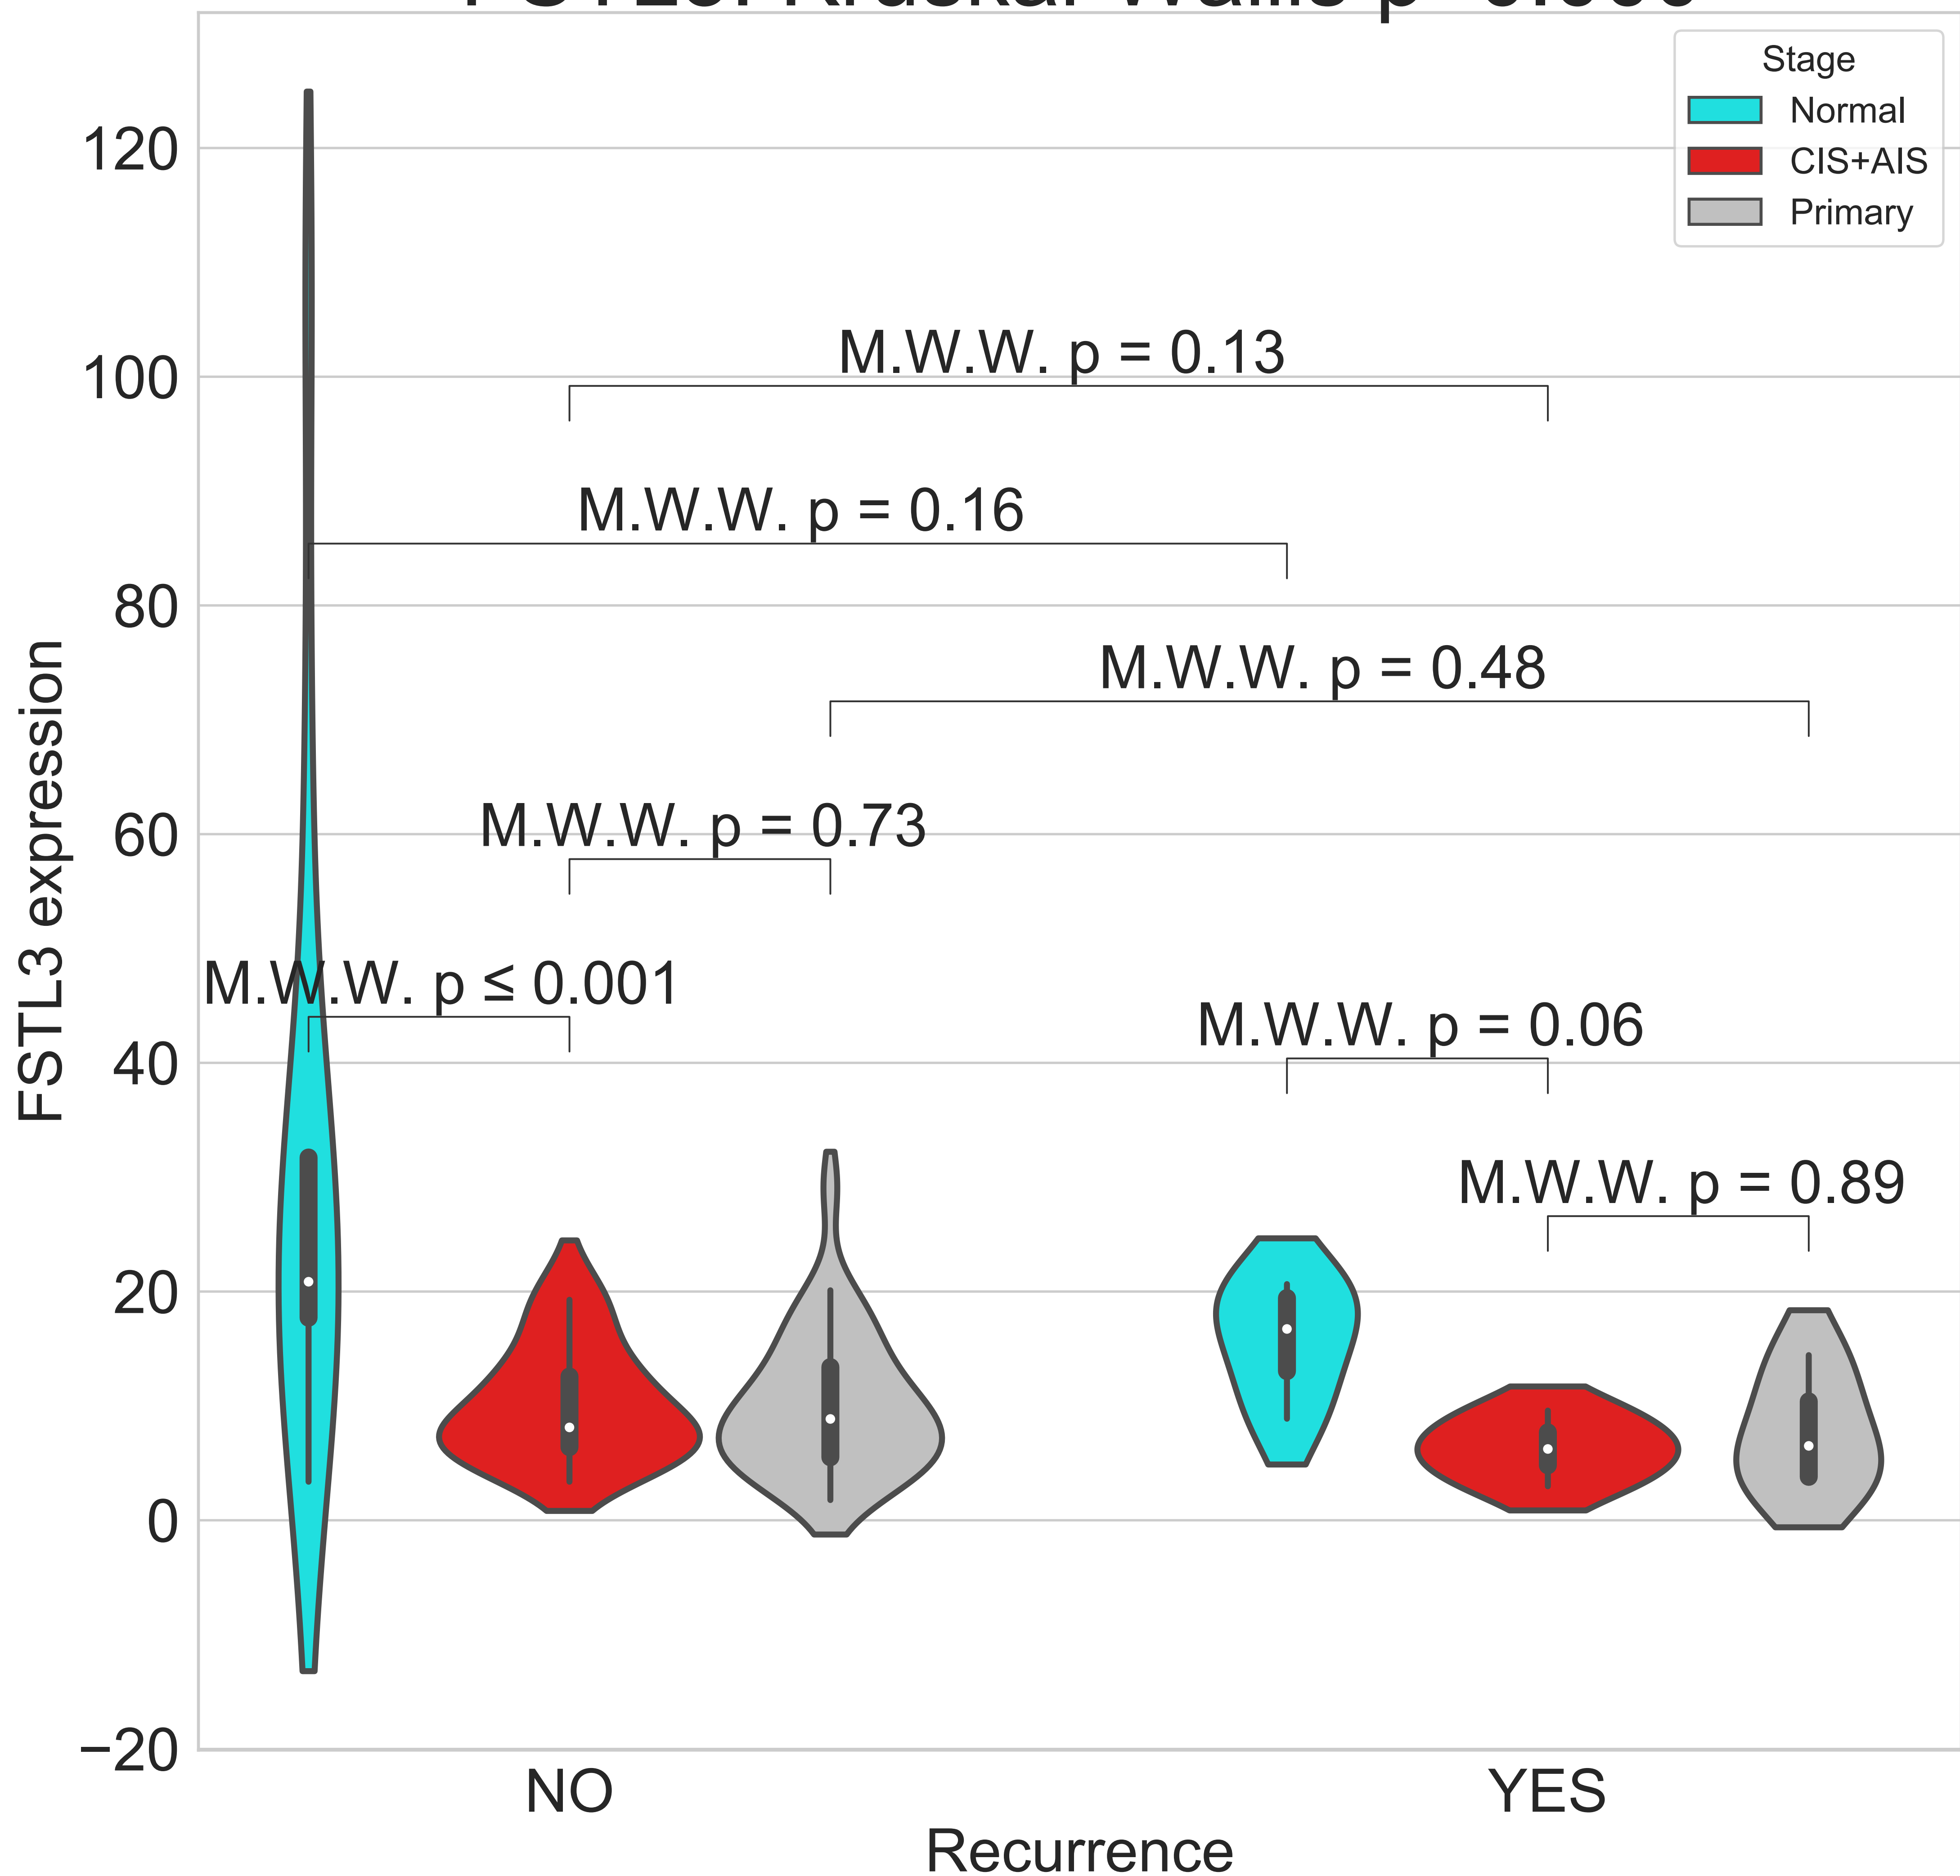 Stage
Normal
CIS+AIS
Primary
120
100
80
60
40
20
0
−20
FSTL3 expression
M.W.W. p = 0.13
M.W.W. p = 0.16
M.W.W. p = 0.48
M.W.W. p = 0.73
M.W.W. p ≤ 0.001
M.W.W. p = 0.06
M.W.W. p = 0.89
NO
YES
Recurrence